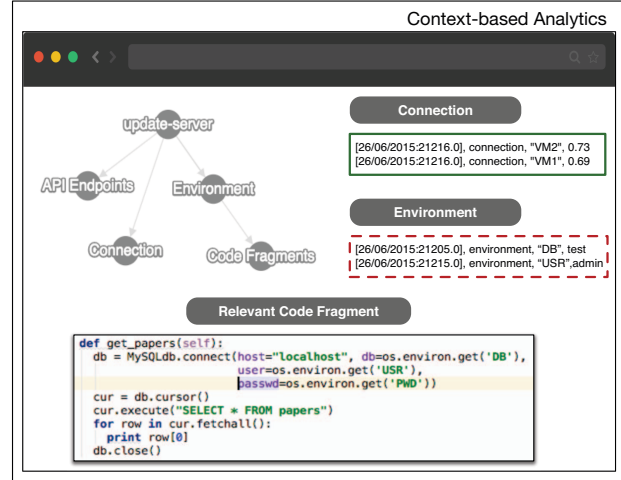 Context-based Analytics
update-server
API Endpoints
Environment
Connection
Code Fragments
Connection
[26/06/2015:21216.0], connection, "VM2", 0.73
[26/06/2015:21216.0], connection, "VM1", 0.69
Environment
[26/06/2015:21205.0], environment, “DB”, test
[26/06/2015:21215.0], environment, “USR”,admin
Relevant Code Fragment
def get_papers(self):
db = MySQLdb.connect(host="localhost", db=os.environ.get('DB'),
user=os.environ.get('USR'),
passwd=os.environ.get('PWD'))
cur = db.cursor()
cur.execute("SELECT * FROM papers")
for row in cur.fetchall():
print row[0]
db.close()